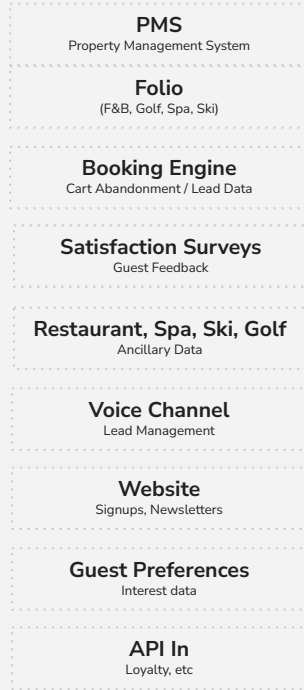 PMS
Property Management System
Folio
(F&B, Golf, Spa, Ski)
Booking Engine
Cart Abandonment / Lead Data
Satisfaction Surveys
Guest Feedback
Restaurant, Spa, Ski, Golf
Ancillary Data
Voice Channel
Lead Management
Website
Signups, Newsletters
Guest Preferences
Interest data
API In
Loyalty, etc